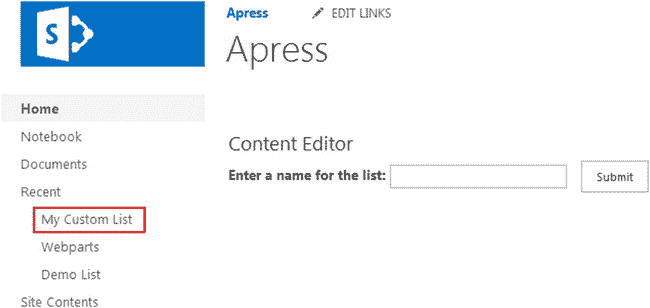 S
Apress EDIT LINKS
Apress
Home
Notebook
Documents
Recent
My Custom List
Webparts
Demo List
Site Contents
Content Editor
Enter a name for the list: Submit